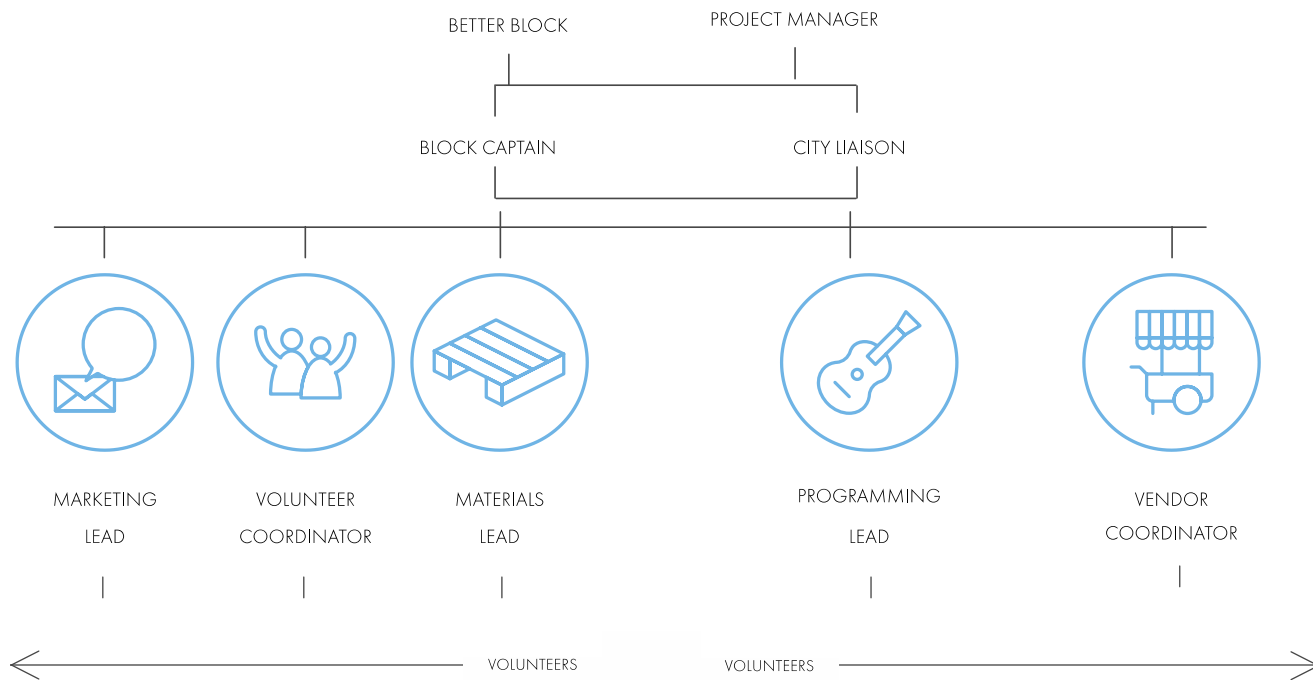 BETTER BLOCK
PROJECT MANAGER
BLOCK CAPTAIN
CITY LIAISON
MARKETING
LEAD
VOLUNTEER
COORDINATOR
MATERIALS
LEAD
PROGRAMMING
LEAD
VENDOR
COORDINATOR
VOLUNTEERS
VOLUNTEERS